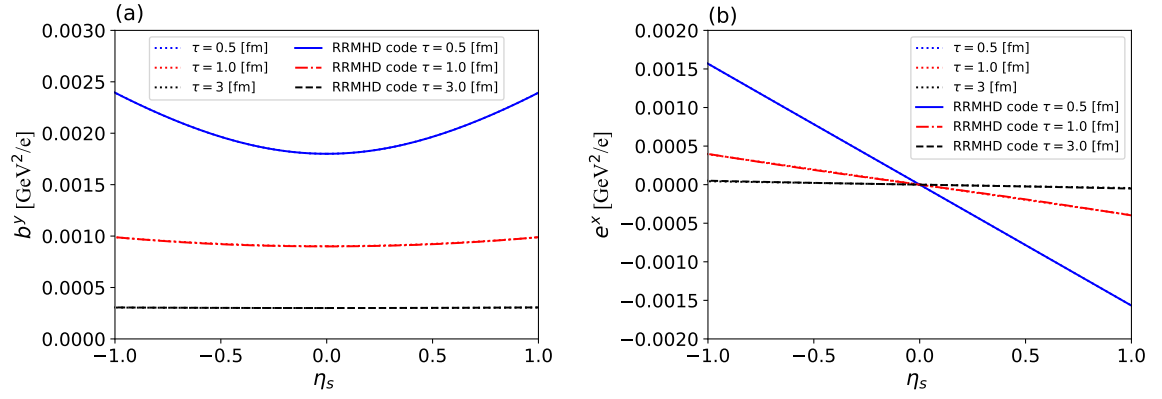 (a)
0.0030
0.0025
0.0020
0.0015
0.0010
0.0005
0.0000
b^y [GeV²/e]
τ = 0.5 [fm]
τ = 1.0 [fm]
τ = 3 [fm]
RRMHD code τ = 0.5 [fm]
RRMHD code τ = 1.0 [fm]
RRMHD code τ = 3.0 [fm]
−1.0 −0.5 0.0 0.5 1.0
η_s
(b)
0.0020
0.0015
0.0010
0.0005
0.0000
−0.0005
−0.0010
−0.0015
−0.0020
e^x [GeV²/e]
τ = 0.5 [fm]
τ = 1.0 [fm]
τ = 3 [fm]
RRMHD code τ = 0.5 [fm]
RRMHD code τ = 1.0 [fm]
RRMHD code τ = 3.0 [fm]
−1.0 −0.5 0.0 0.5 1.0
η_s